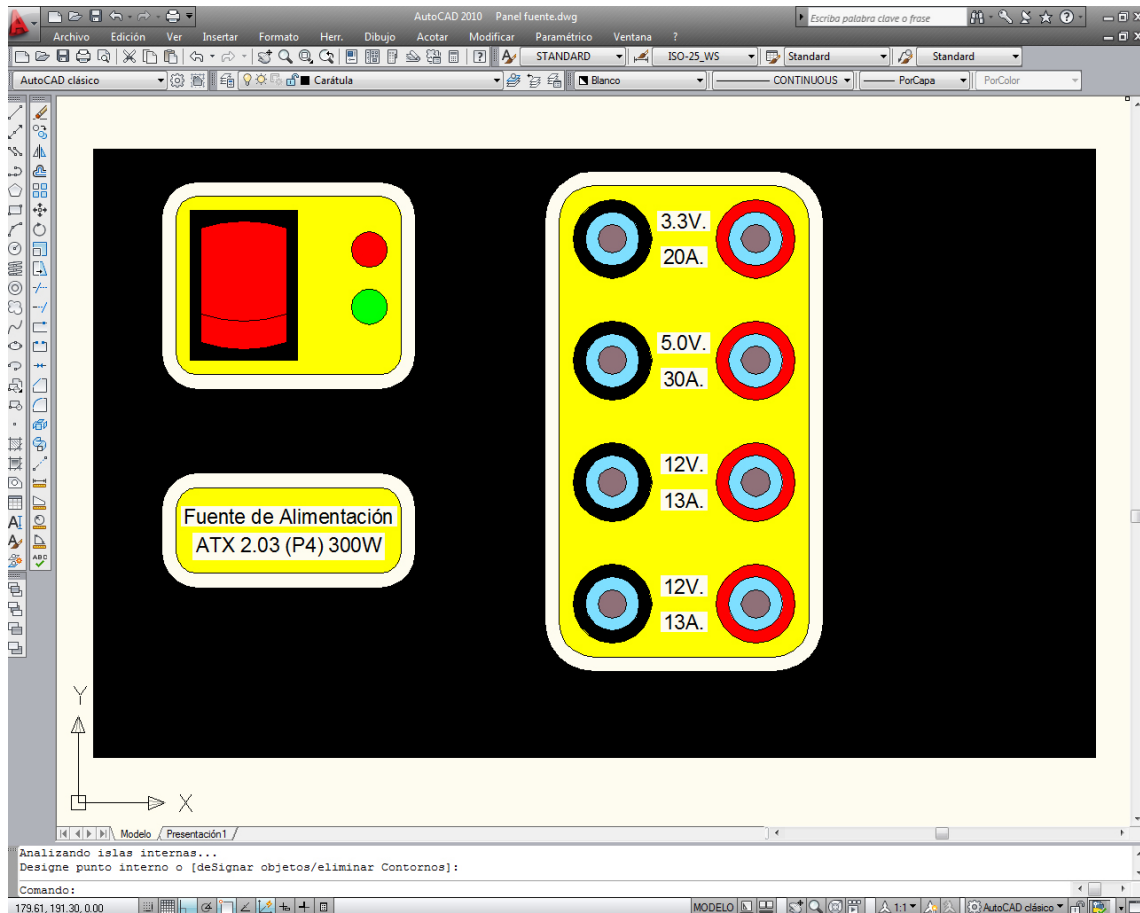 AutoCAD 2010 Panel fuente.dwg
Escriba palabra clave o frase
Archivo Edición Ver Insertar Formato Herr. Dibujo Acotar Modificar Paramétrico Ventana ?
STANDARD ISO-25_WS Standard Standard
AutoCAD clásico Carátula Blanco CONTINUOUS PorCapa PorColor
3.3V.
20A.
5.0V.
30A.
12V.
13A.
12V.
13A.
Fuente de Alimentación
ATX 2.03 (P4) 300W
Y
X
Modelo Presentación1
Analizando islas internas...
Designe punto interno o [deSignar objetos/eliminar Contornos]:
Comando:
179.61, 191.30, 0.00 MODELO 1:1 AutoCAD clásico